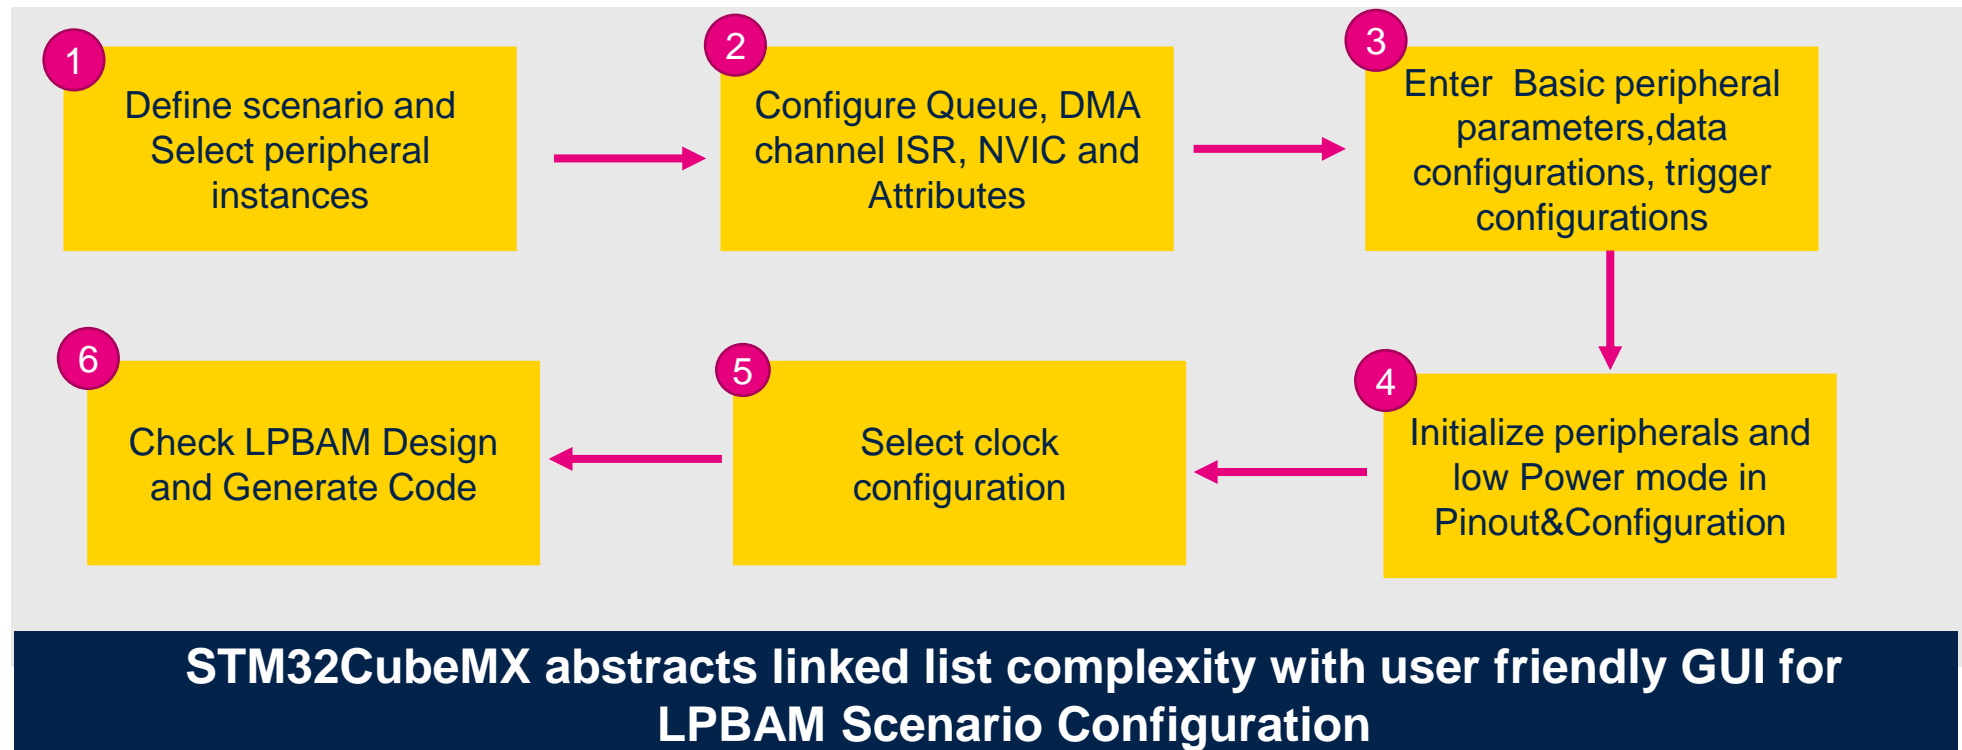 1
Define scenario and
Select peripheral
instances
2
Configure Queue, DMA
channel ISR, NVIC and
Attributes
3
Enter  Basic peripheral
parameters,data
configurations, trigger
configurations
4
Initialize peripherals and
low Power mode in
Pinout&Configuration
5
Select clock
configuration
6
Check LPBAM Design
and Generate Code
STM32CubeMX abstracts linked list complexity with user friendly GUI for
LPBAM Scenario Configuration